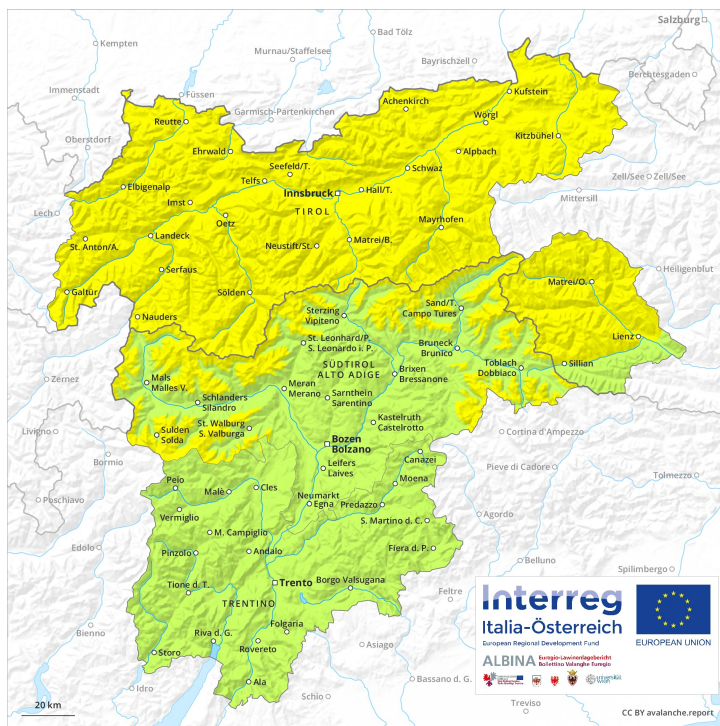 Salzburg
Kempten
Bad Tölz
Murnau/Staffelsee
Bayrischzell
Berchtesgaden
Immenstadt
Füssen
Garmisch-Partenkirchen
Achenkirch
Kufstein
Reutte
Wörgl
Oberstdorf
Ehrwald
Kitzbühel
Alpbach
Seefeld/T.
Schwaz
Zell/See
Zell/See
Telfs
Elbigenalp
Innsbruck
Hall/T.
Mittersill
Lech
Imst
TIROL
Oetz
Mayrhofen
Landeck
St. Anton/A.
Neustift/St.
Matrei/B.
Serfaus
Heiligenblut
Matrei/O.
Galtür
Sölden
Sand/T.
Campo Tures
Nauders
Sterzing
Vipiteno
Lienz
St. Leonhard/P.
S. Leonardo i. P.
Bruneck
Brunico
Toblach
Dobbiaco
Sillian
SÜDTIROL
ALTO ADIGE
Brixen
Bressanone
Zernez
Mals
Malles V.
Meran
Merano
Schlanders
Silandro
Sarnthein
Sarentino
St. Walburg
S. Valburga
Kastelruth
Castelrotto
Livigno
Sulden
Solda
Cortina d'Ampezzo
Bozen
Bolzano
Bormio
Canazei
Leifers
Laives
Pieve di Cadore
Tolmezzo
Peio
Moena
Poschiavo
Malè
Cles
Neumarkt
Egna
Predazzo
Vermiglio
Agordo
S. Martino d. C.
M. Campiglio
Edolo
Pinzolo
Andalo
Fiera d. P.
Belluno
Spilimbergo
Tione d. T.
Trento
Borgo Valsugana
Feltre
TRENTINO
Folgaria
Bienno
Riva d. G.
Rovereto
Storo
Asiago
Idro
Ala
Schio
Bassano d. G.
Treviso
Interreg
Italia-Österreich
European Regional Development Fund
EUROPEAN UNION
ALBINA
Euregio-Lawinenlagebericht
Bollettino Valanghe Euregio
20 km
CC BY avalanche.report